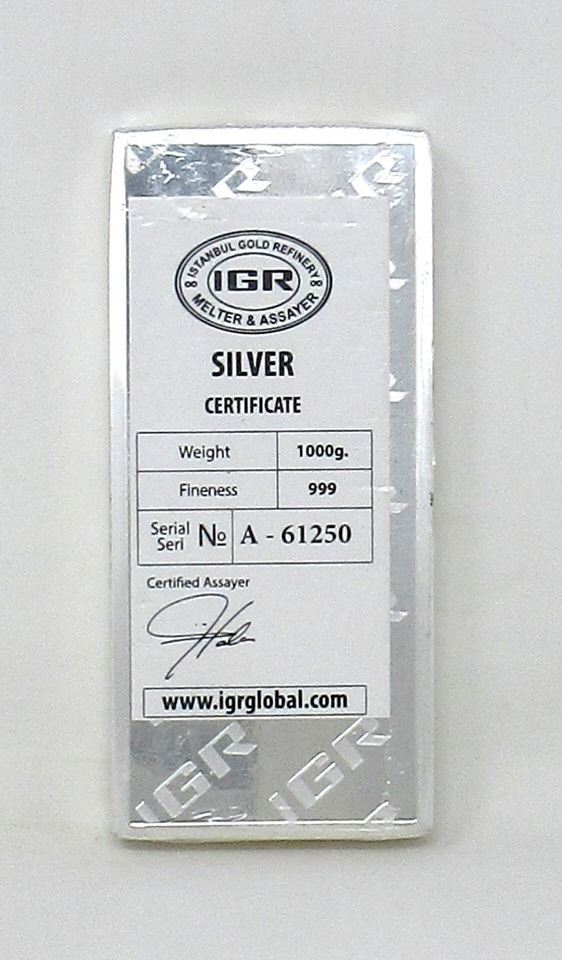 ISTANBUL GOLD REFINERY
IGR
MELTER & ASSAYER
SILVER
CERTIFICATE
Weight 1000g.
Fineness 999
Serial
Seri № A - 61250
Certified Assayer
www.igrglobal.com
IGR IGR